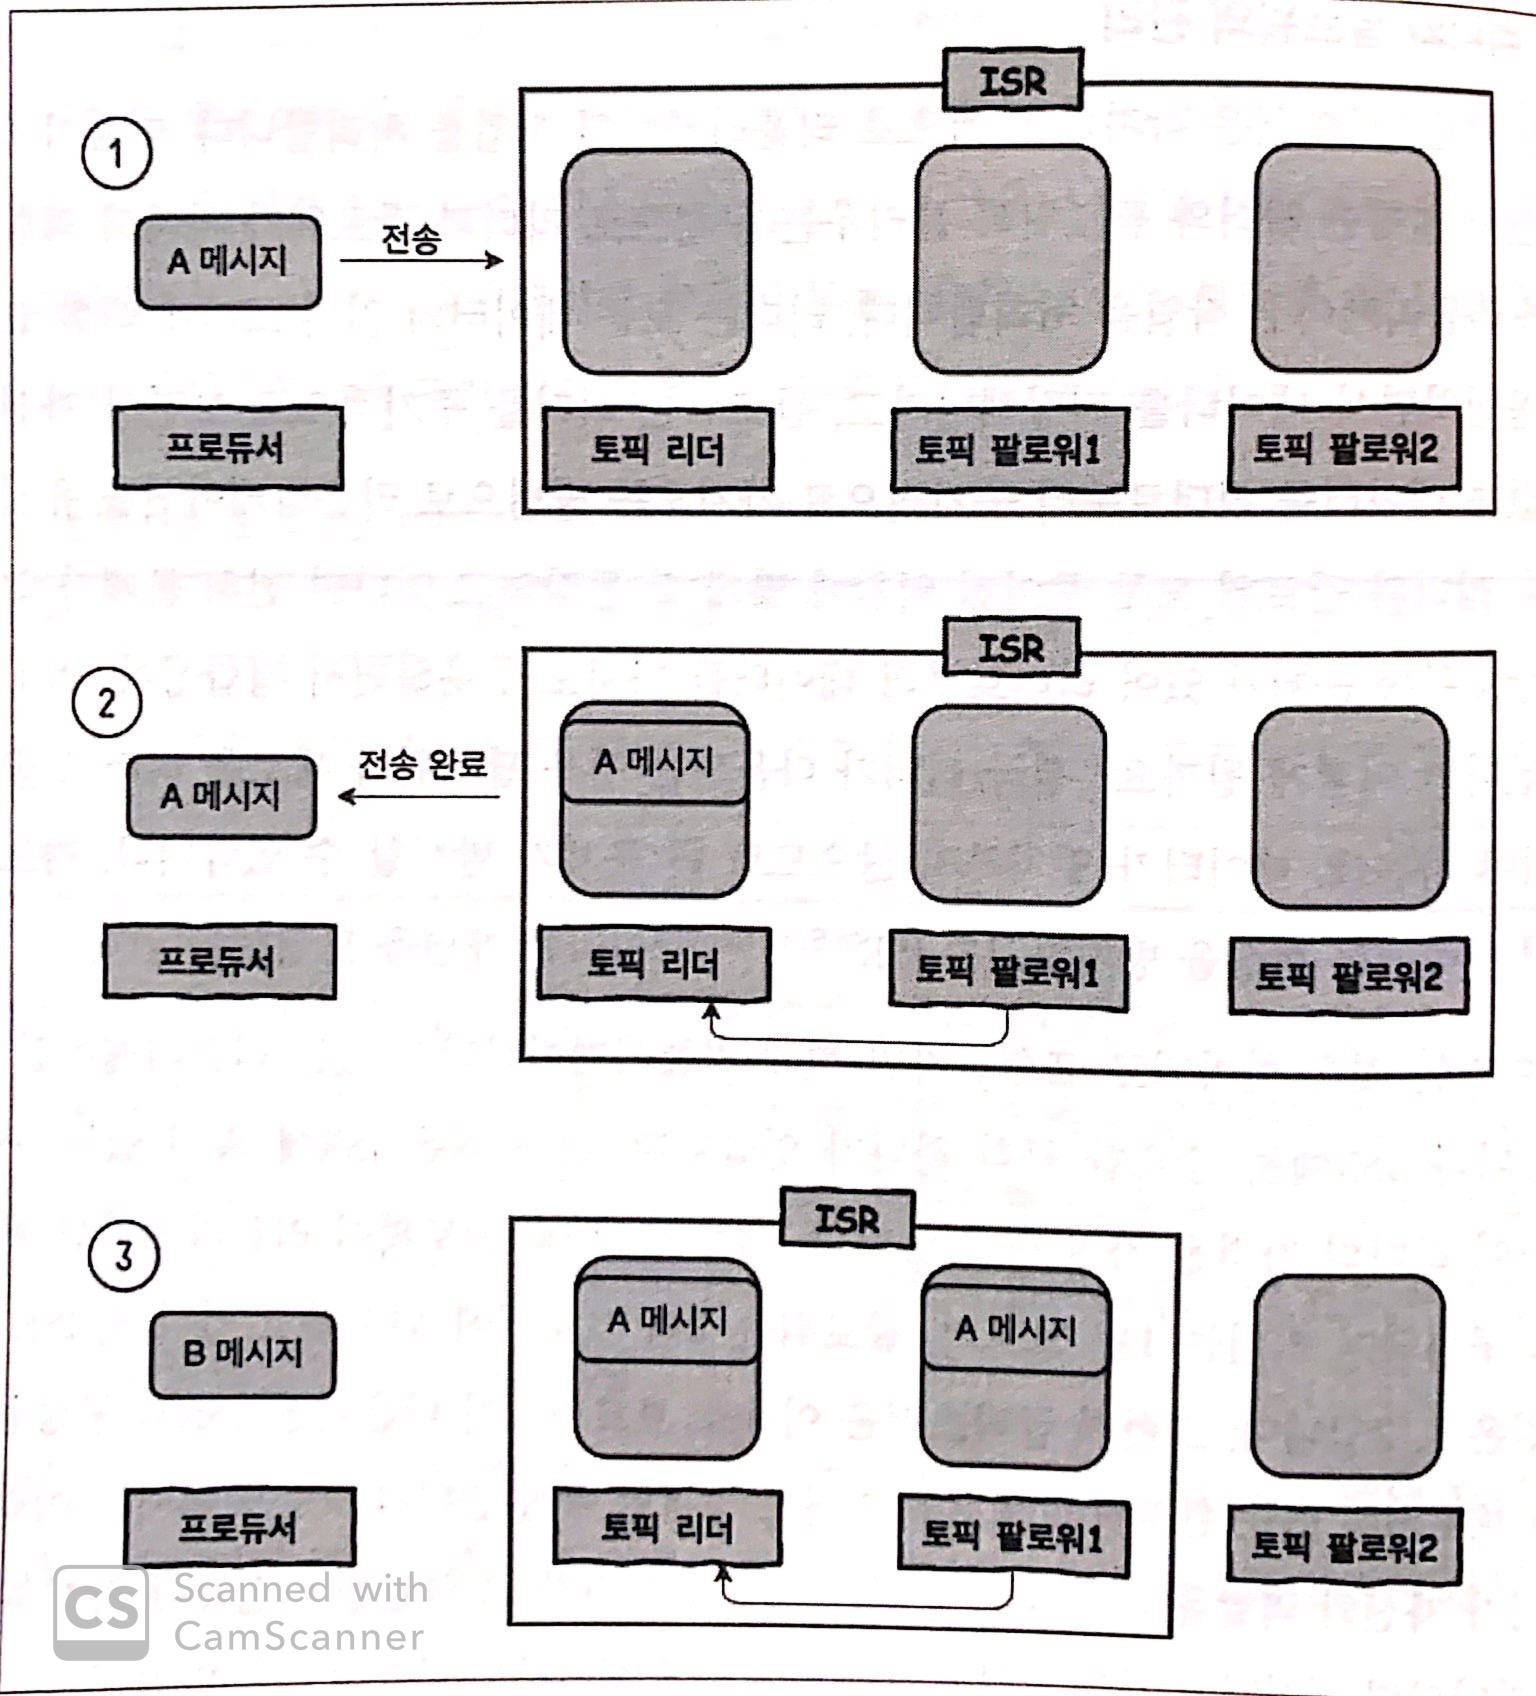 ISR
1
A 메시지
전송
프로듀서
토픽 리더
토픽 팔로워1
토픽 팔로워2
ISR
2
A 메시지
전송 완료
A 메시지
프로듀서
토픽 리더
토픽 팔로워1
토픽 팔로워2
ISR
3
B 메시지
A 메시지
A 메시지
프로듀서
토픽 리더
토픽 팔로워1
토픽 팔로워2
CS
Scanned with
CamScanner